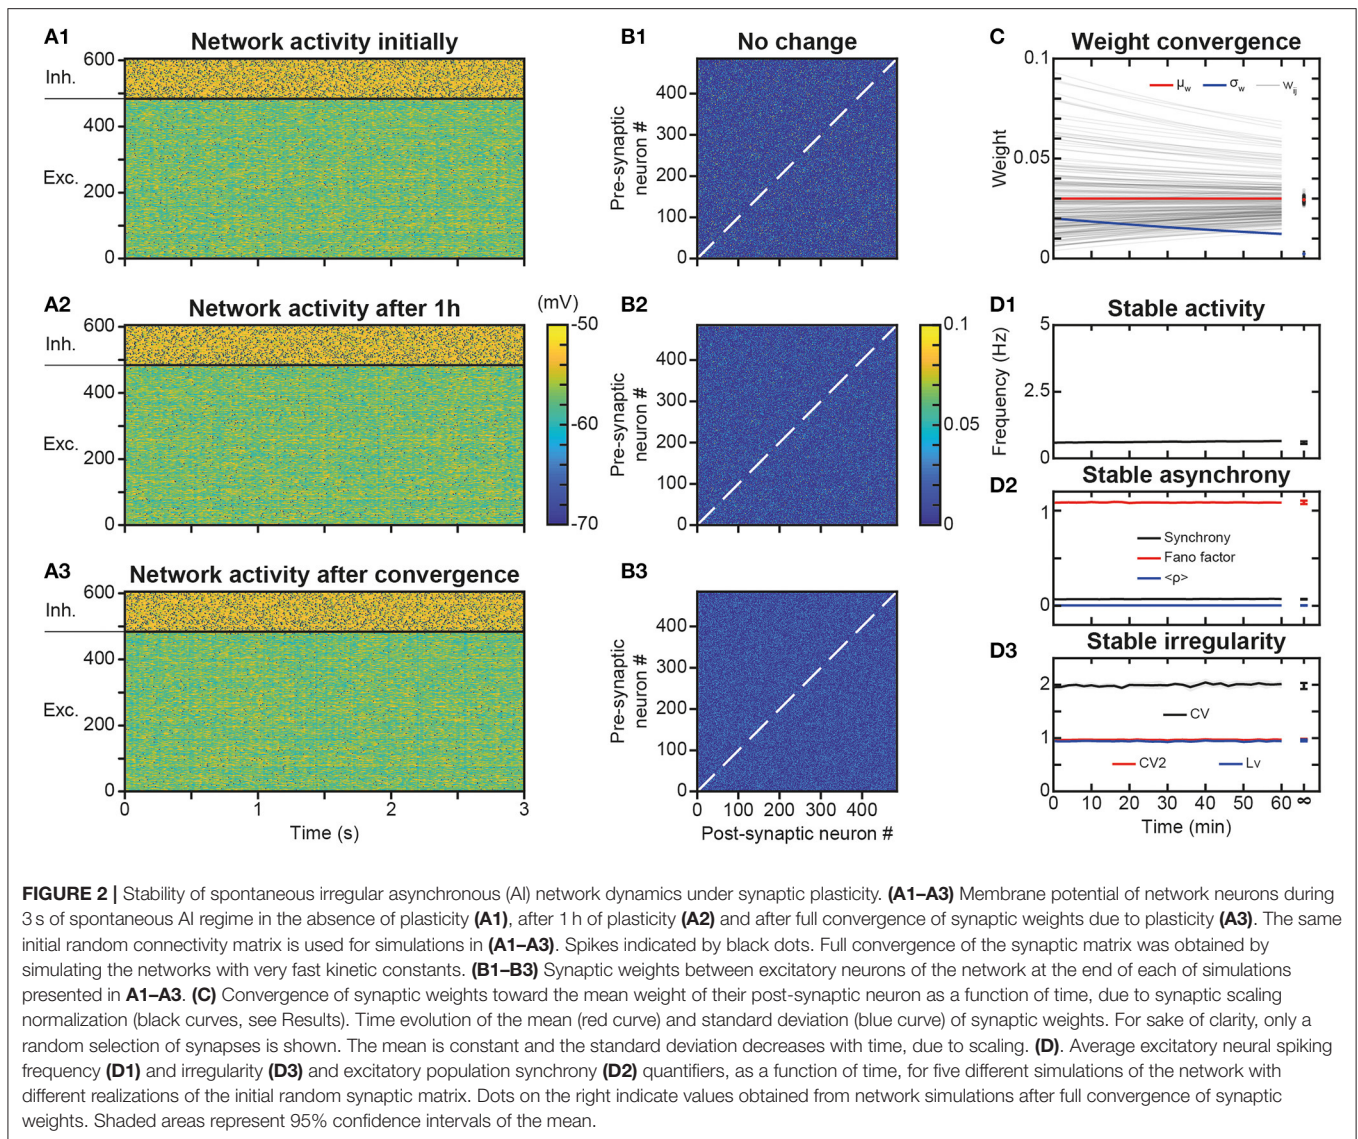 A1
Network activity initially
600
Inh.
400
Exc.
200
0
B1
No change
Pre-synaptic
neuron #
400
300
200
100
0
C
Weight convergence
0.1
μw
σw
wij
Weight
0.05
0
A2
Network activity after 1h
600
Inh.
400
Exc.
200
0
(mV)
-50
-60
-70
B2
Pre-synaptic
neuron #
400
300
200
100
0
0.1
0.05
0
D1
Stable activity
Frequency (Hz)
5
2.5
0
D2
Stable asynchrony
1
Synchrony
Fano factor
<ρ>
0
A3
Network activity after convergence
600
Inh.
400
Exc.
200
0
0 1 2 3
Time (s)
B3
Pre-synaptic
neuron #
400
300
200
100
0
0 100 200 300 400
Post-synaptic neuron #
D3
Stable irregularity
2
CV
1
CV2
Lv
0
0 10 20 30 40 50 60 ∞
Time (min)
FIGURE 2 | Stability of spontaneous irregular asynchronous (AI) network dynamics under synaptic plasticity. (A1–A3) Membrane potential of network neurons during
3 s of spontaneous AI regime in the absence of plasticity (A1), after 1 h of plasticity (A2) and after full convergence of synaptic weights due to plasticity (A3). The same
initial random connectivity matrix is used for simulations in (A1–A3). Spikes indicated by black dots. Full convergence of the synaptic matrix was obtained by
simulating the networks with very fast kinetic constants. (B1–B3) Synaptic weights between excitatory neurons of the network at the end of each of simulations
presented in A1–A3. (C) Convergence of synaptic weights toward the mean weight of their post-synaptic neuron as a function of time, due to synaptic scaling
normalization (black curves, see Results). Time evolution of the mean (red curve) and standard deviation (blue curve) of synaptic weights. For sake of clarity, only a
random selection of synapses is shown. The mean is constant and the standard deviation decreases with time, due to scaling. (D). Average excitatory neural spiking
frequency (D1) and irregularity (D3) and excitatory population synchrony (D2) quantifiers, as a function of time, for five different simulations of the network with
different realizations of the initial random synaptic matrix. Dots on the right indicate values obtained from network simulations after full convergence of synaptic
weights. Shaded areas represent 95% confidence intervals of the mean.